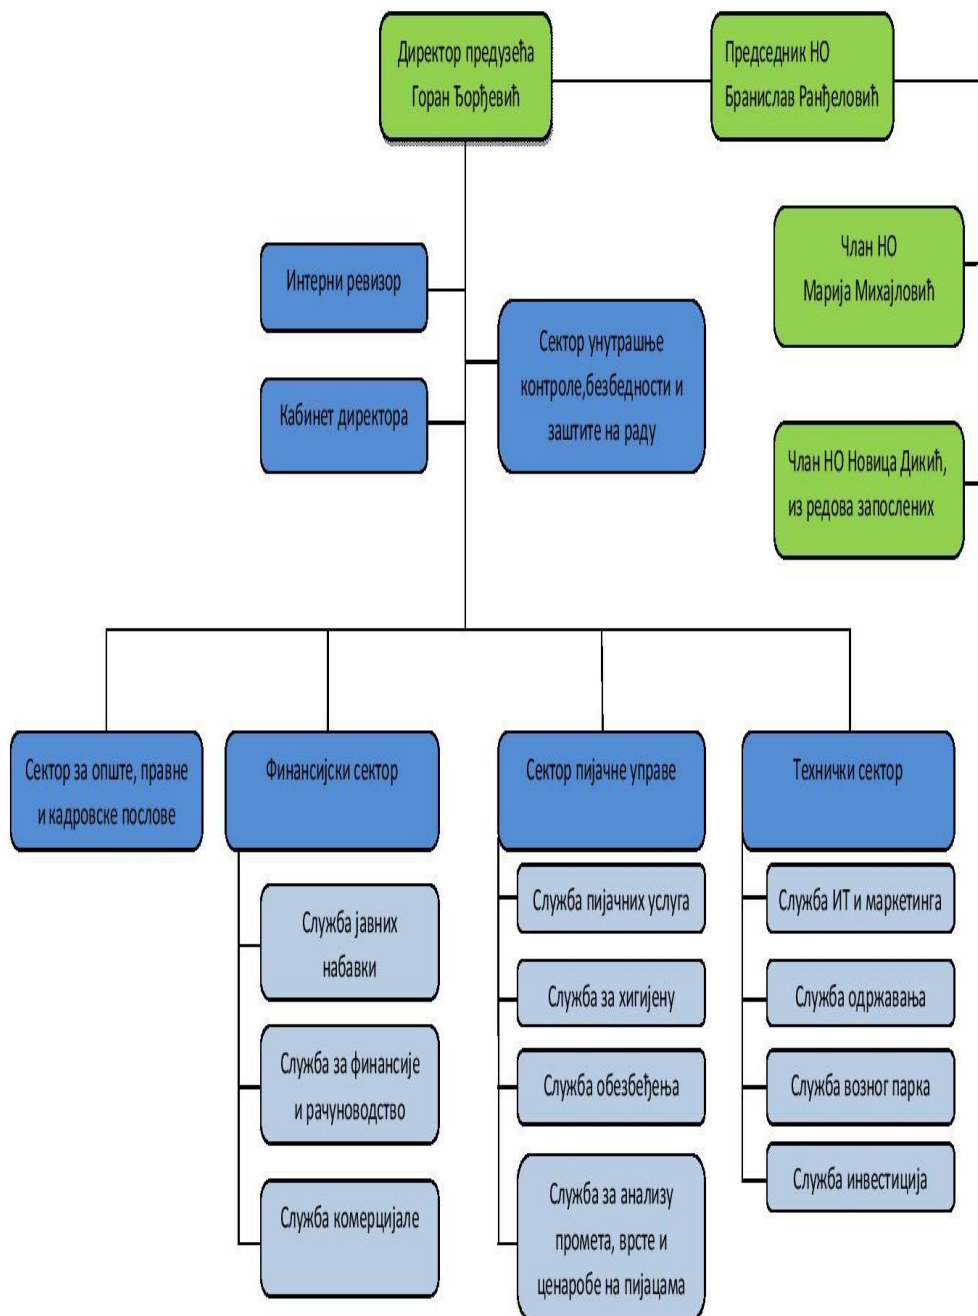 Директор предузећа
Горан Ђорђевић
Председник НО
Бранислав Ранђеловић
Члан НО
Марија Михајловић
Интерни ревизор
Сектор унутрашње
контроле,безбедности и
заштите на раду
Кабинет директора
Члан НО Новица Дикић,
из редова запослених
Сектор за опште, правне
и кадровске послове
Финансијски сектор
Служба јавних
набавки
Служба за финансије
и рачуноводство
Служба комерцијале
Сектор пијачне управе
Служба пијачних услуга
Служба за хигијену
Служба обезбеђења
Служба за анализу
промета, врсте и
ценаробе на пијацама
Технички сектор
Служба ИТ и маркетинга
Служба одржавања
Служба возног парка
Служба инвестиција